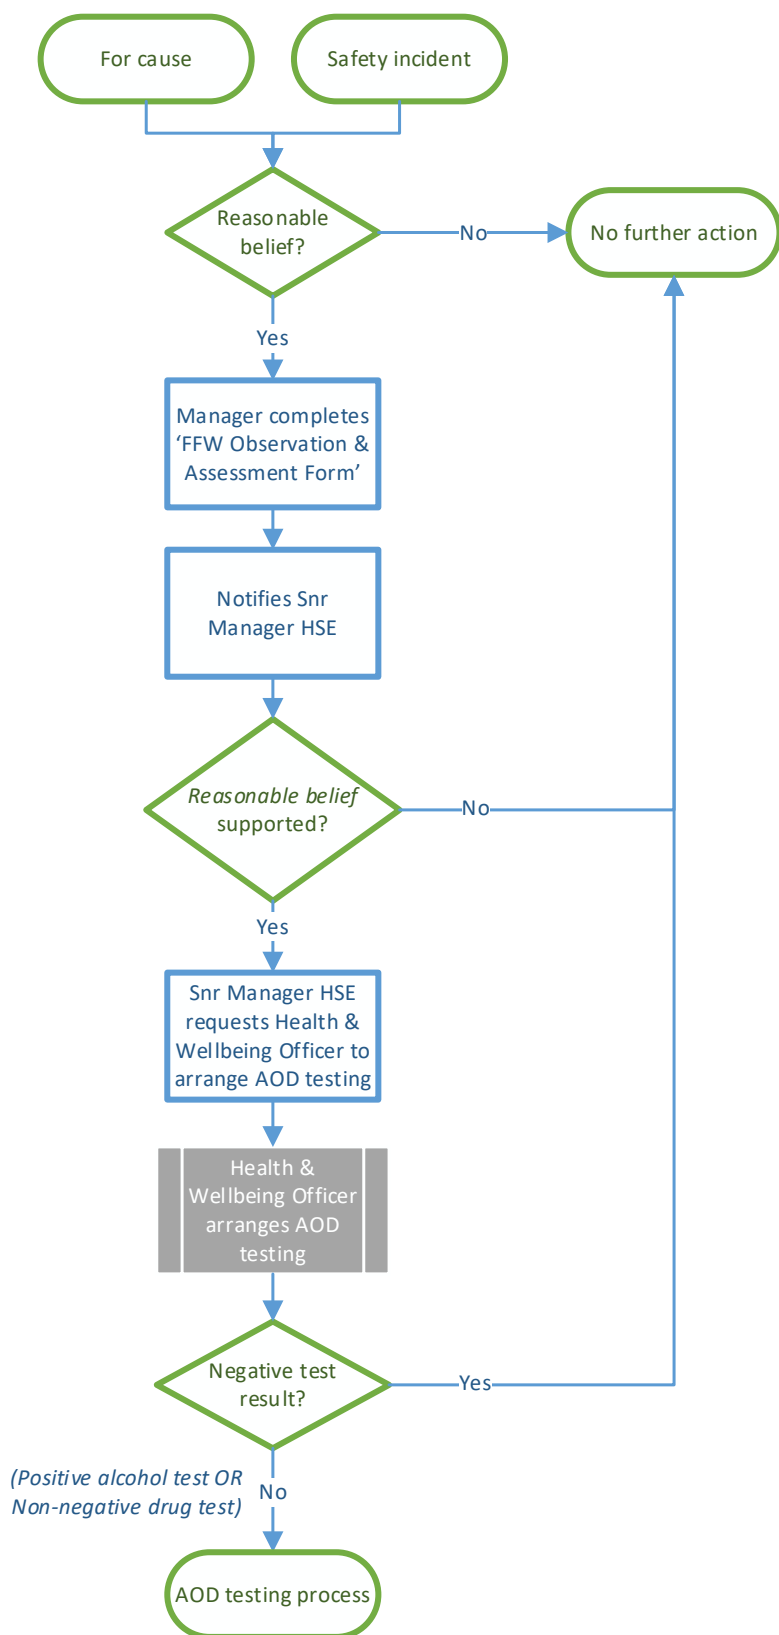 For cause
Safety incident
Reasonable
belief?
No
No further action
Yes
Manager completes
‘FFW Observation &
Assessment Form’
Notifies Snr
Manager HSE
Reasonable belief
supported?
No
Yes
Snr Manager HSE
requests Health &
Wellbeing Officer to
arrange AOD testing
Health &
Wellbeing Officer
arranges AOD
testing
Negative test
result?
Yes
(Positive alcohol test OR
Non-negative drug test)
No
AOD testing process